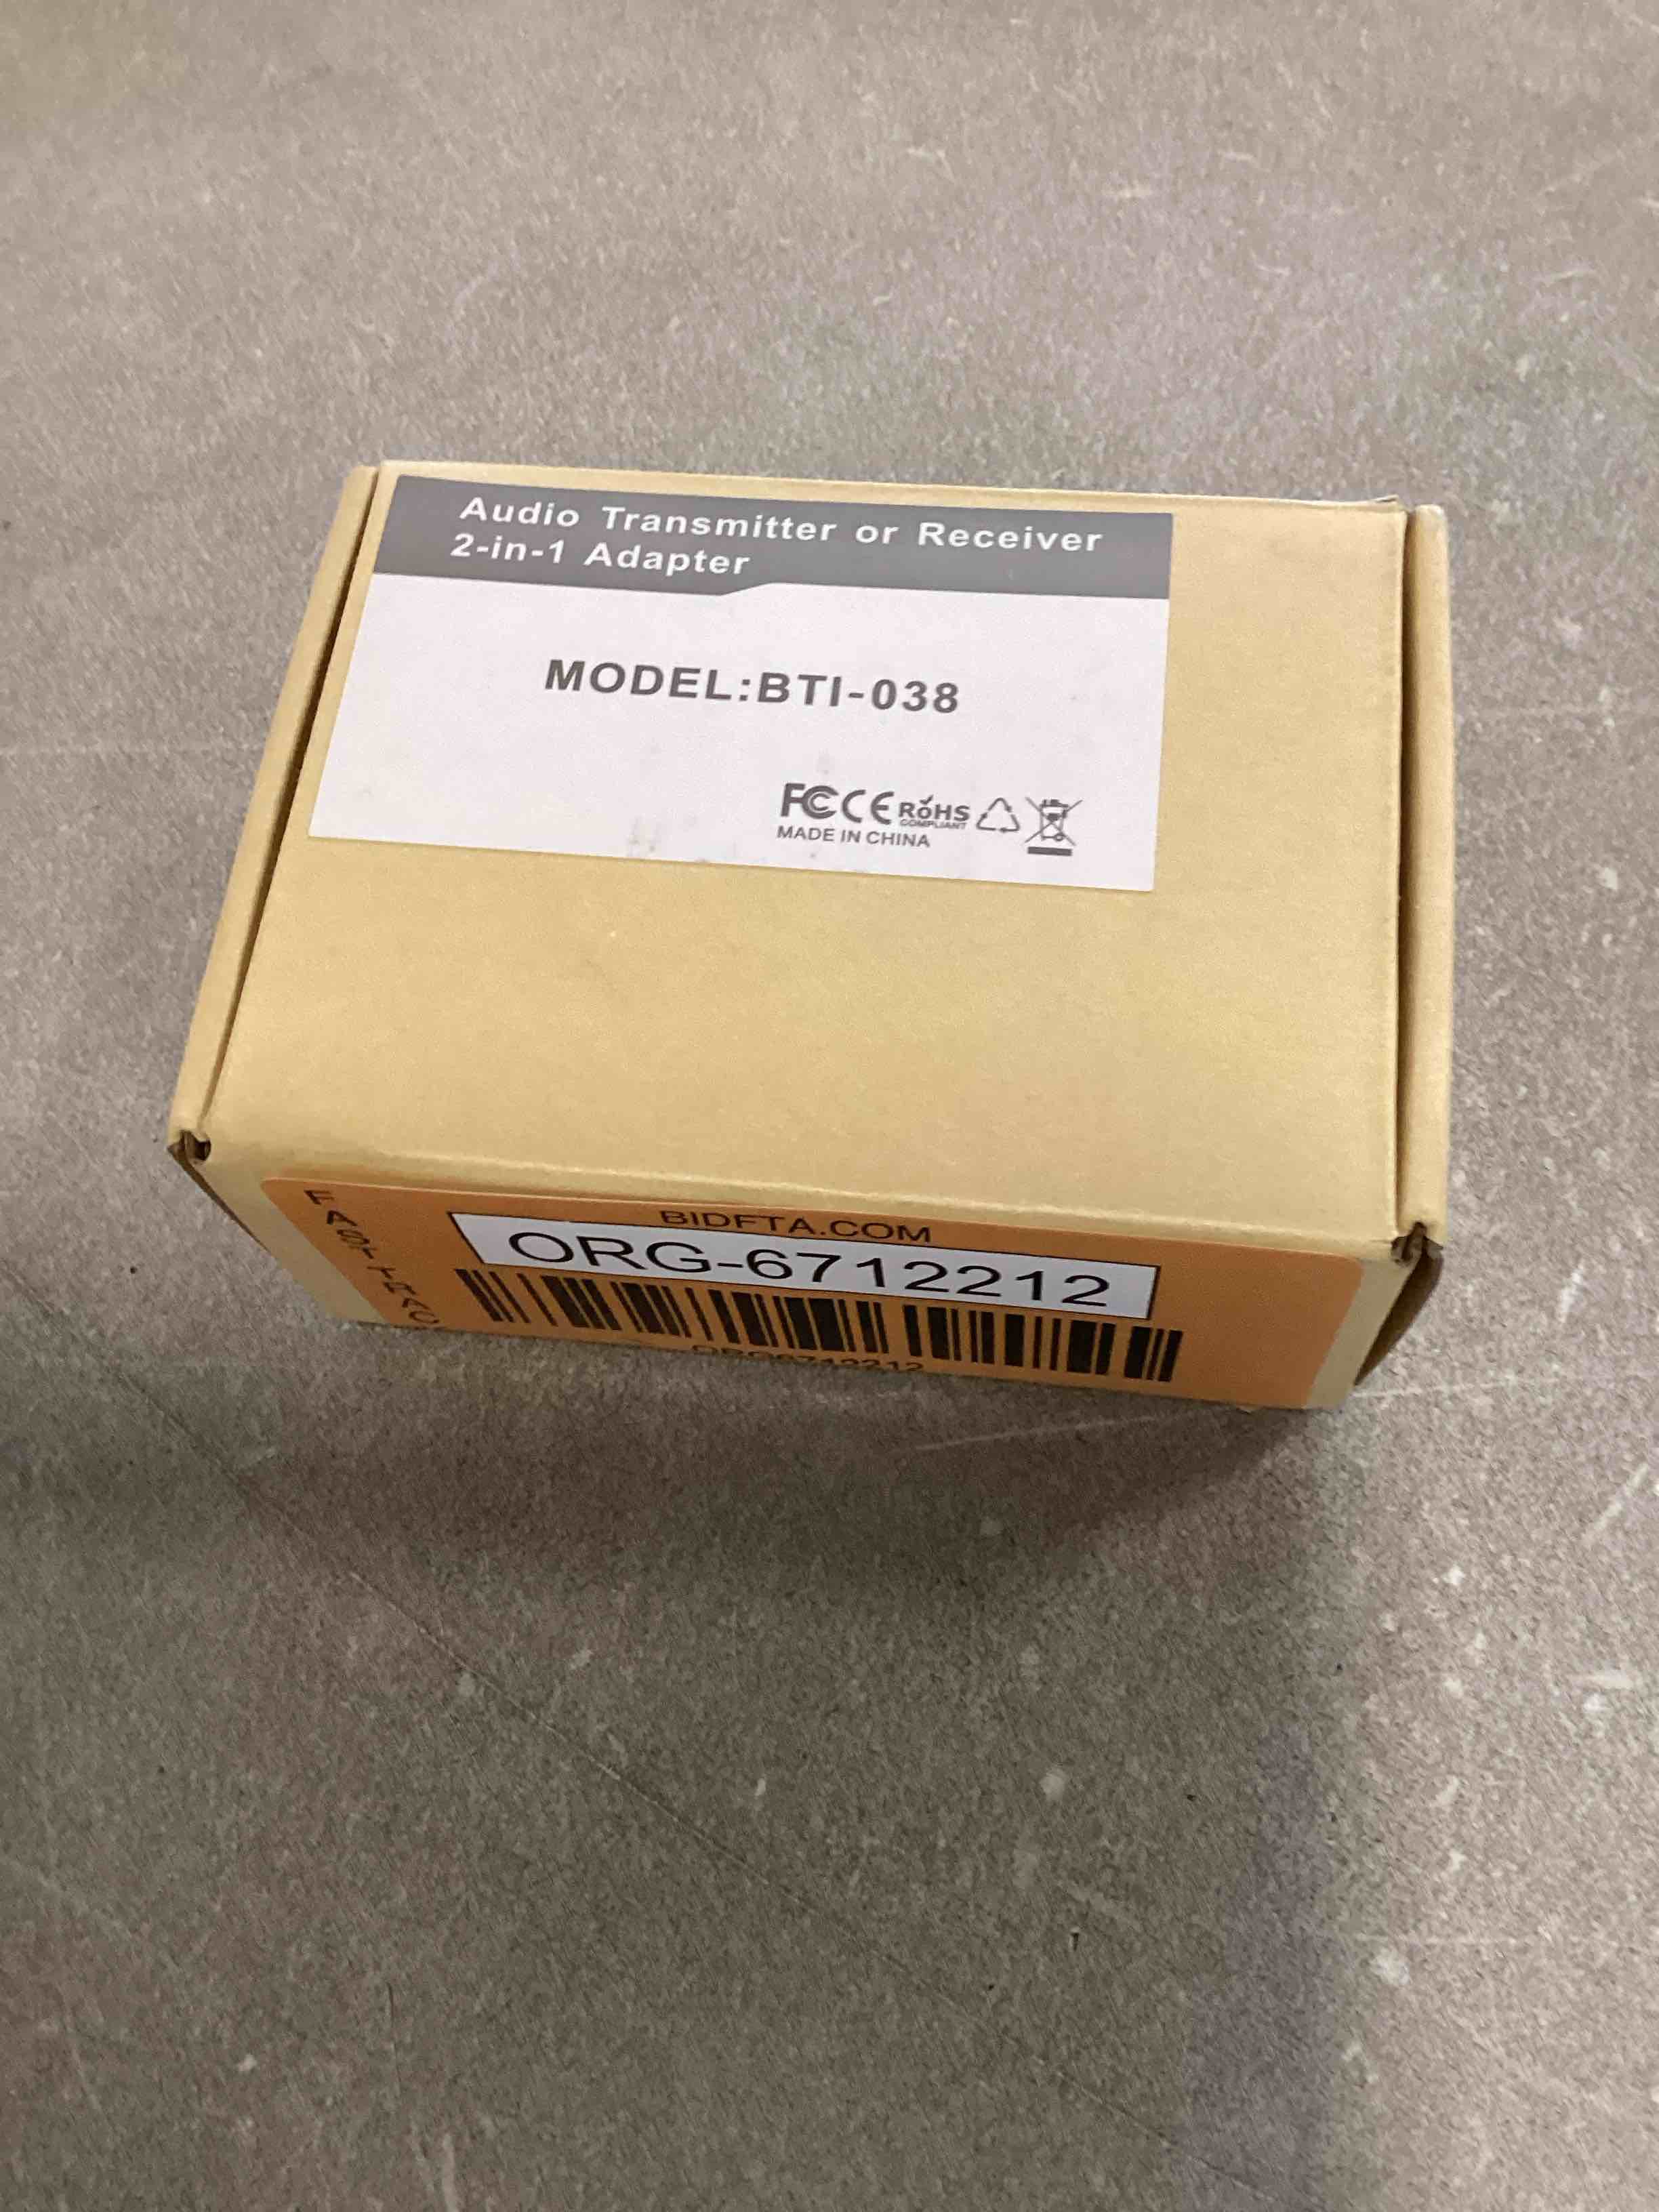 Audio Transmitter or Receiver
2-in-1 Adapter
MODEL:BTI-038
FC CE RoHS
COMPLIANT
MADE IN CHINA
BIDFTA.COM
ORG-6712212
ORG6712212